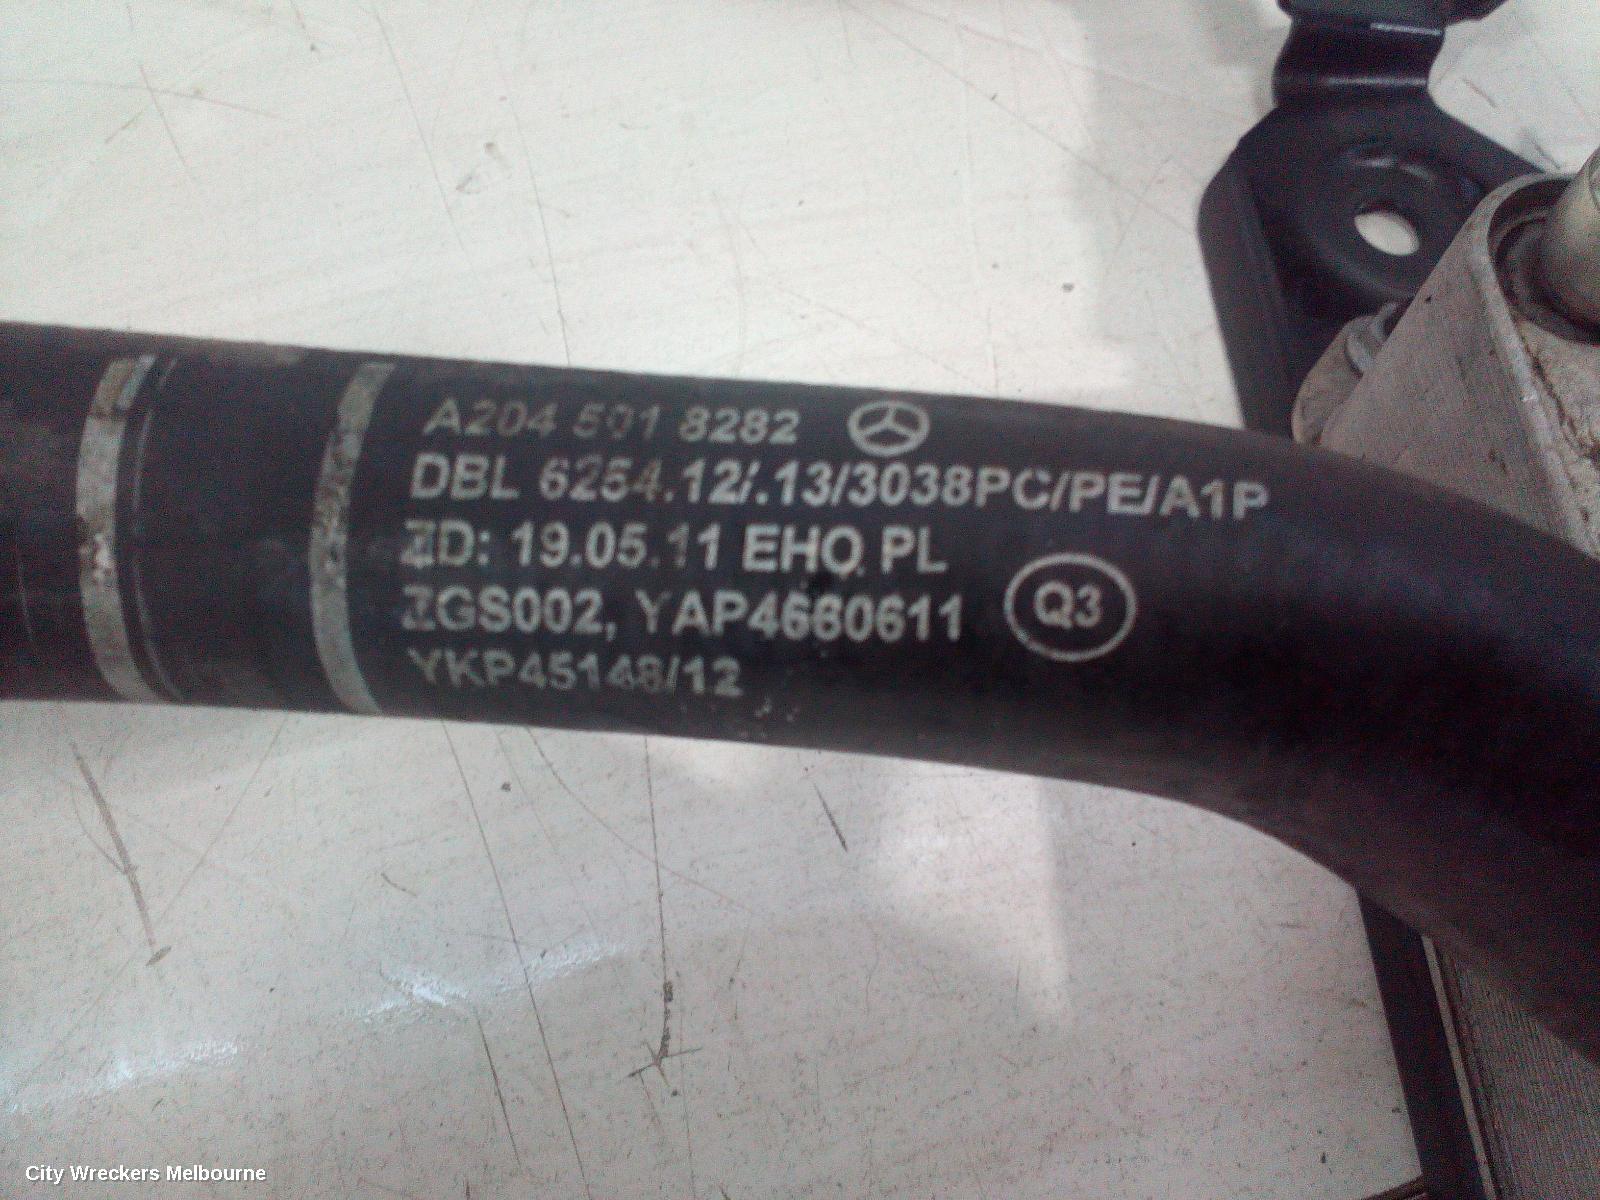 A204 501 8282
DBL 6254.12/.13/3038PC/PE/A1P
ZD: 19.05.11 EHO PL
ZGS002, YAP4660611
Q3
YKP45148/12
City Wreckers Melbourne